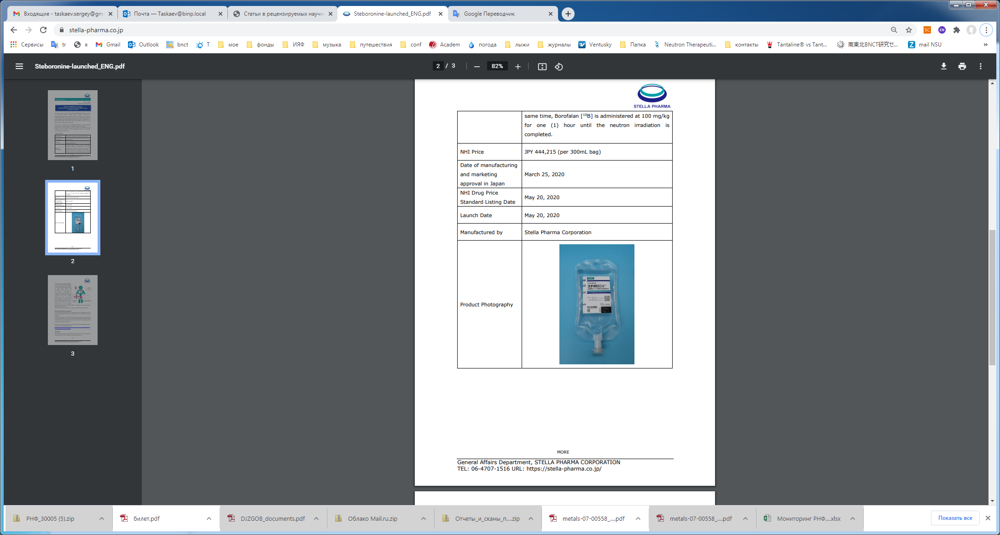 Входящие - taskaev.sergey@gm
Почта — Taskaev@binp.local
Статьи в рецензируемых научн
Steboronine-launched_ENG.pdf
Google Переводчик
stella-pharma.co.jp
Сервисы
tr
я
Gmail
Outlook
bnct
T
мое
фонды
ИЯФ
музыка
путешествия
conf
Academ
погода
лыжи
журналы
Ventusky
Папка
Neutron Therapeuti...
контакты
Tantaline® vs Tant...
南東北BNCT研究セ...
mail NSU
»
Steboronine-launched_ENG.pdf
2 / 3
82%
1
2
3
STELLA PHARMA
same time, Borofalan [¹⁰B] is administered at 100 mg/kg
for one (1) hour until the neutron irradiation is
completed.
NHI Price
JPY 444,215 (per 300mL bag)
Date of manufacturing
and marketing
approval in Japan
March 25, 2020
NHI Drug Price
Standard Listing Date
May 20, 2020
Launch Date
May 20, 2020
Manufactured by
Stella Pharma Corporation
Product Photography
ステボロニン
MORE
General Affairs Department, STELLA PHARMA CORPORATION
TEL: 06-4707-1516 URL: https://stella-pharma.co.jp/
РНФ_30005 (5).zip
билет.pdf
DJZGOB_documents.pdf
Облако Mail.ru.zip
Отчеты_и_сканы_п....zip
metals-07-00558_....pdf
metals-07-00558_....pdf
Мониторинг РНФ....xlsx
Показать все